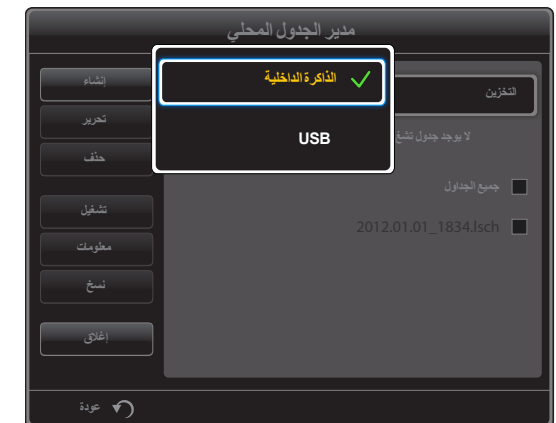 مدير الجدول المحلي
الذاكرة الداخلية
USB
التخزين
لا يوجد جدول
جميع الجداول
2012.01.01_1834.lsch
إنشاء
تحرير
حذف
تشغيل
معلومات
نسخ
إغلاق
عودة